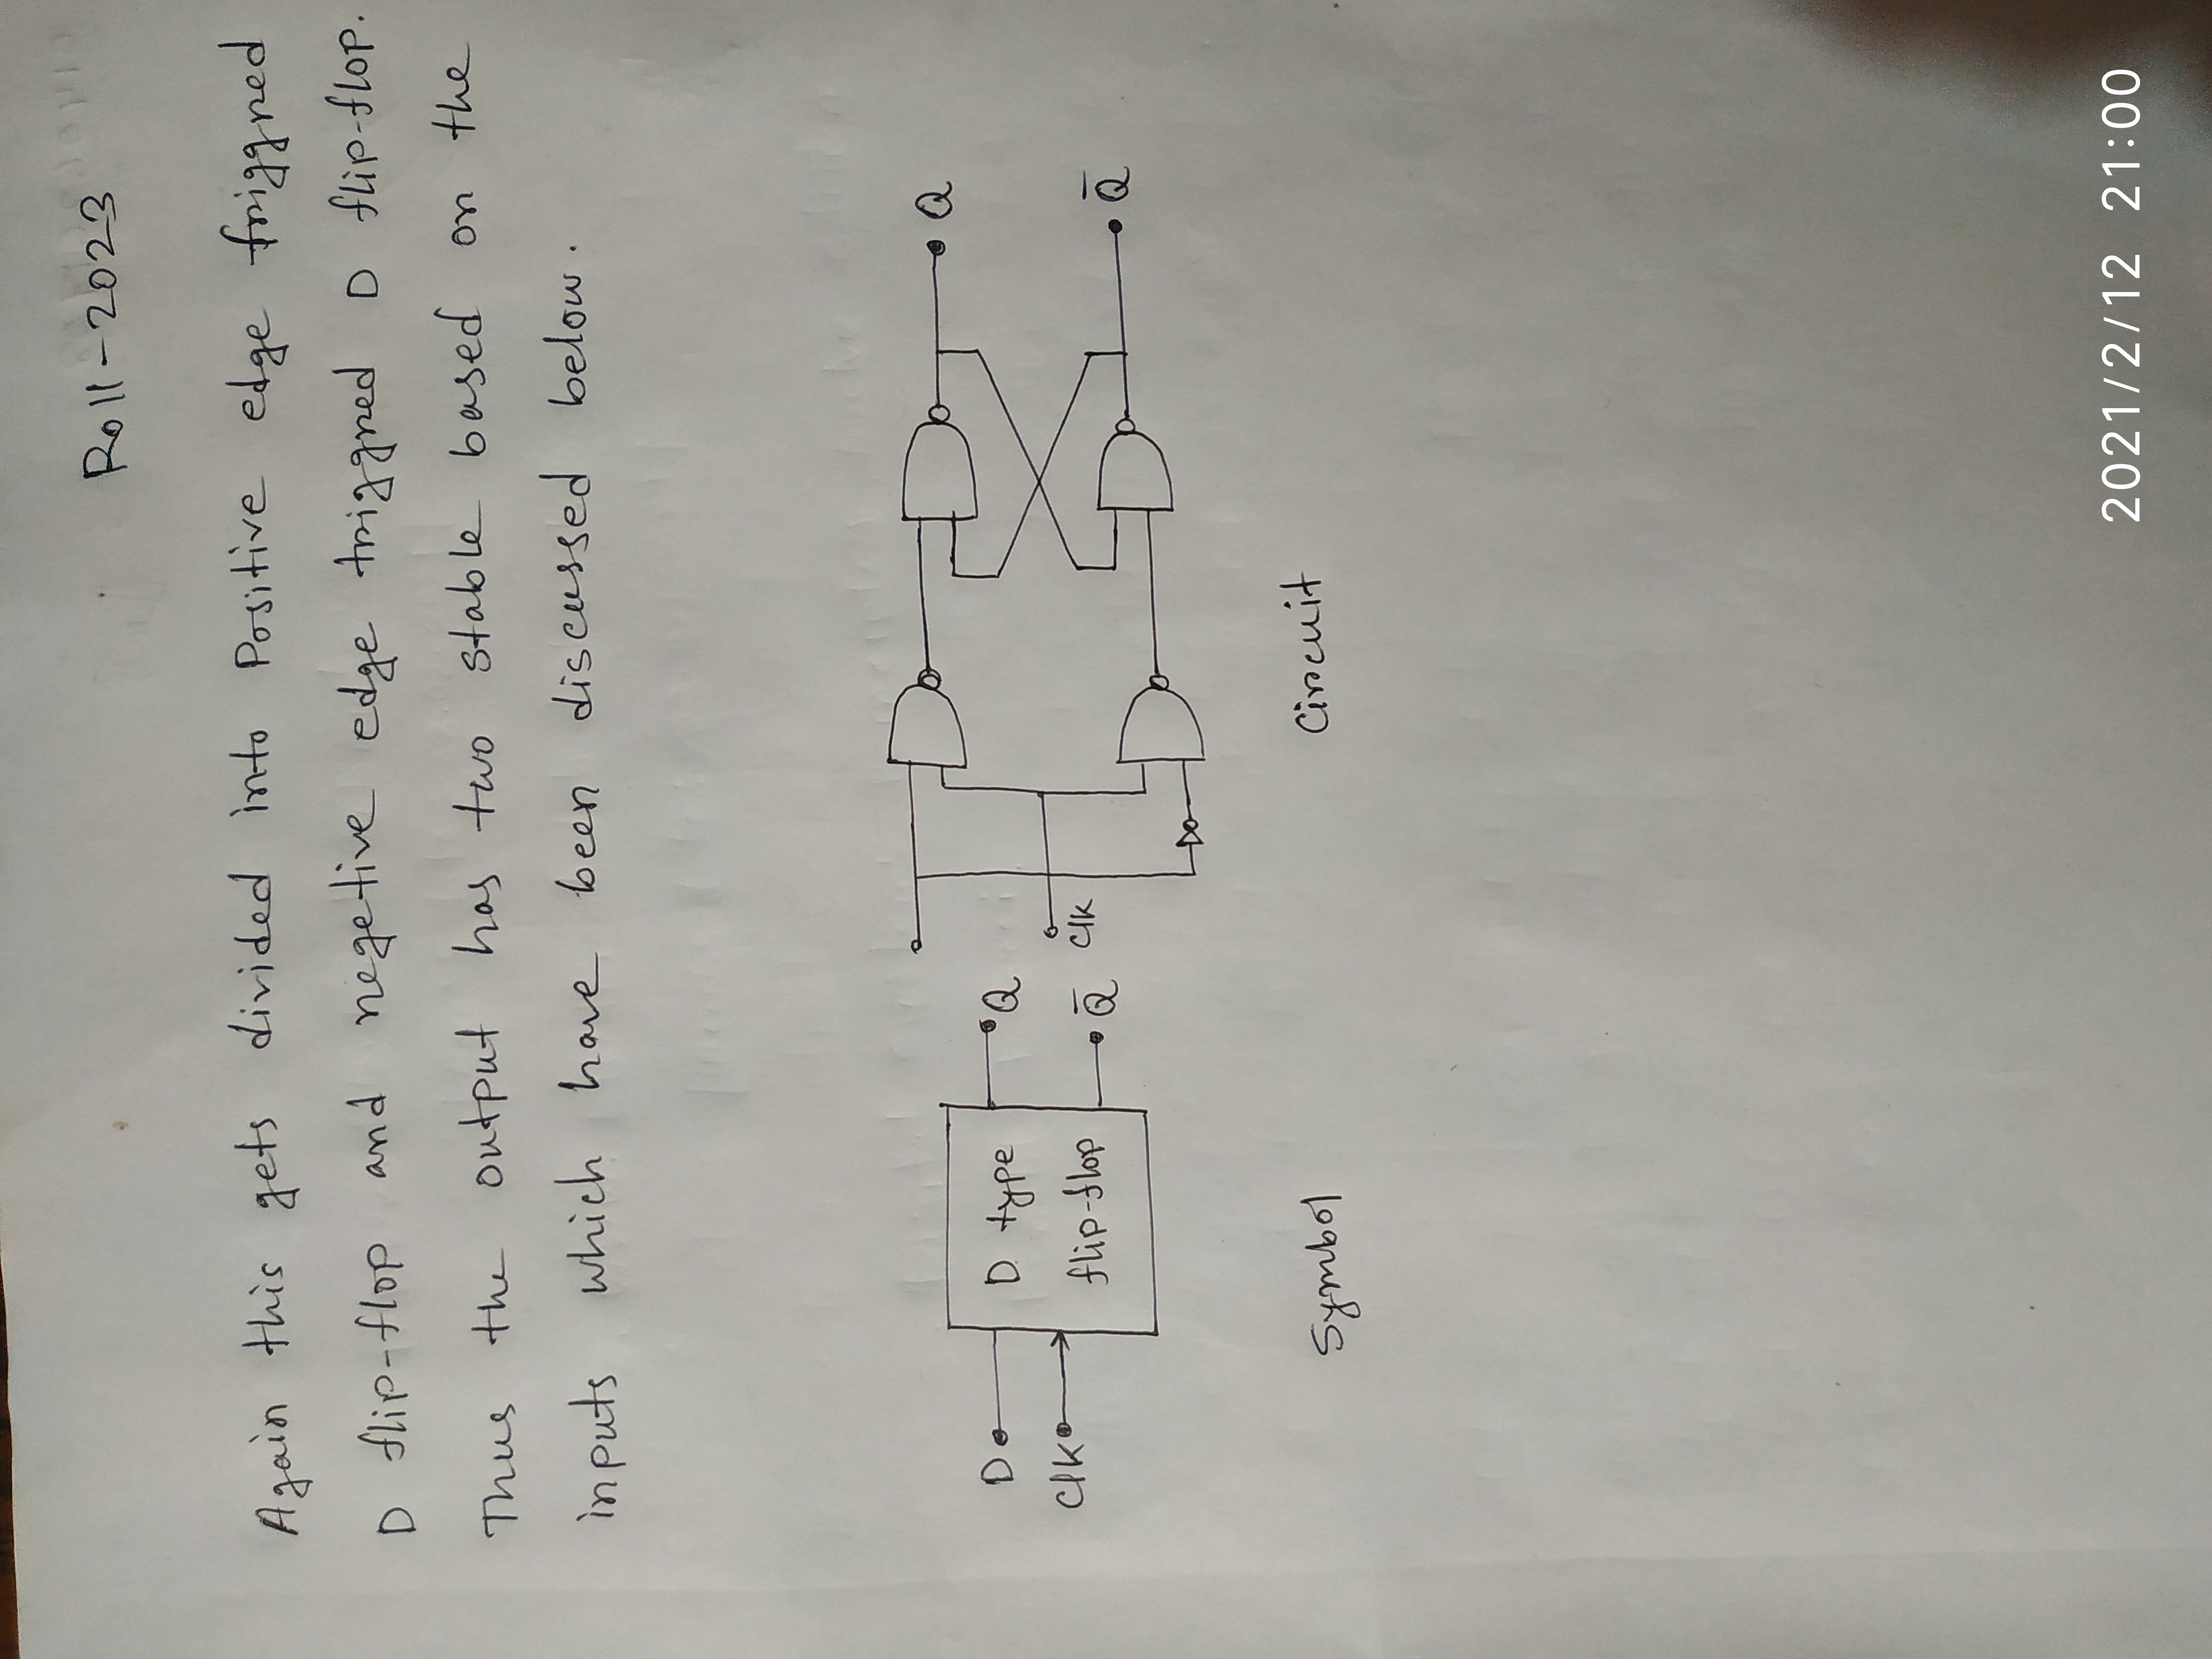 Roll-2023
Again this gets divided into Positive edge friggred
D flip-flop and negetive edge triggred D flip-flop.
Thus the output has two stable based on the
inputs which have been discussed below.
D
Clk
D type
flip-flop
Q
Q̅
Clk
Q
Q̅
Symbol
Circuit
2021/2/12 21:00